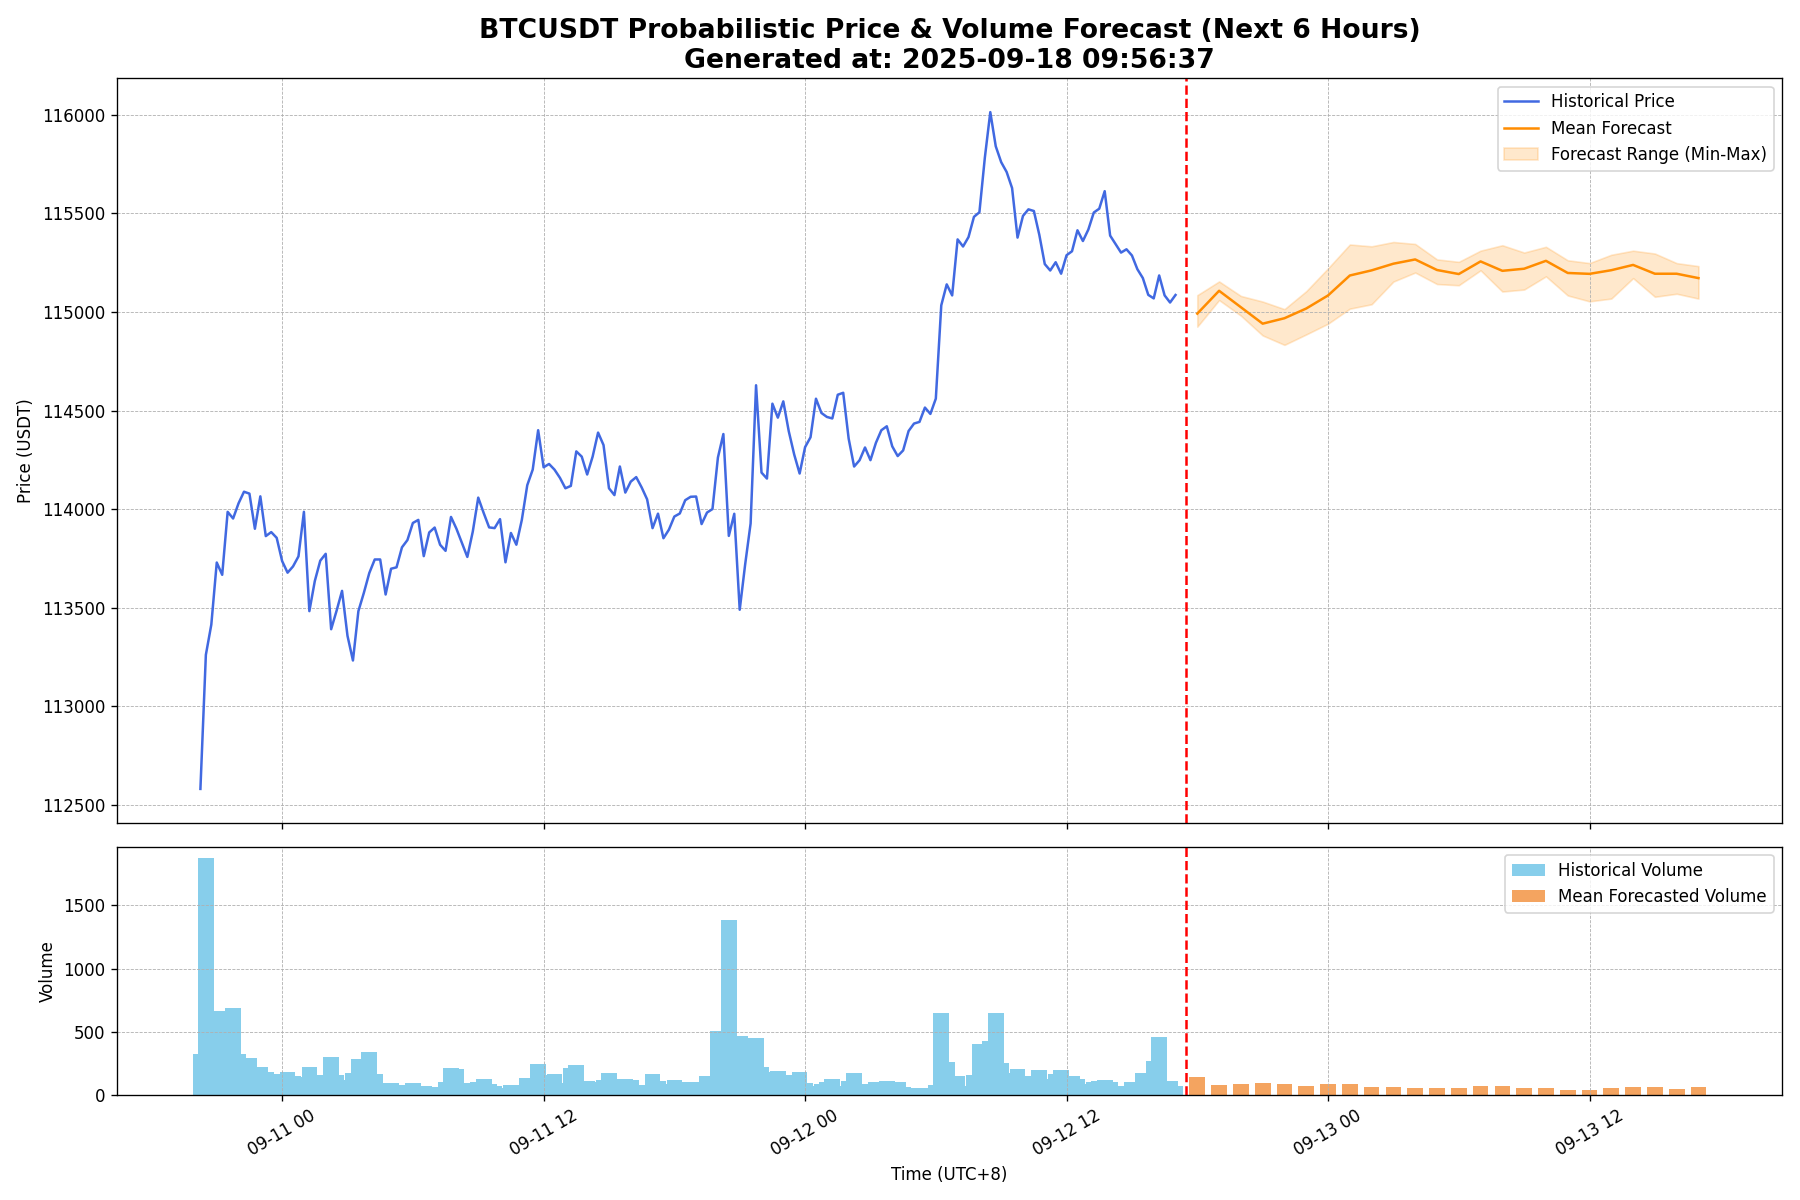 BTCUSDT Probabilistic Price & Volume Forecast (Next 6 Hours)
Generated at: 2025-09-18 09:56:37
Historical Price
Mean Forecast
Forecast Range (Min-Max)
116000
115500
115000
114500
114000
113500
113000
112500
Price (USDT)
Historical Volume
Mean Forecasted Volume
1500
1000
500
0
Volume
09-11 00
09-11 12
09-12 00
09-12 12
09-13 00
09-13 12
Time (UTC+8)